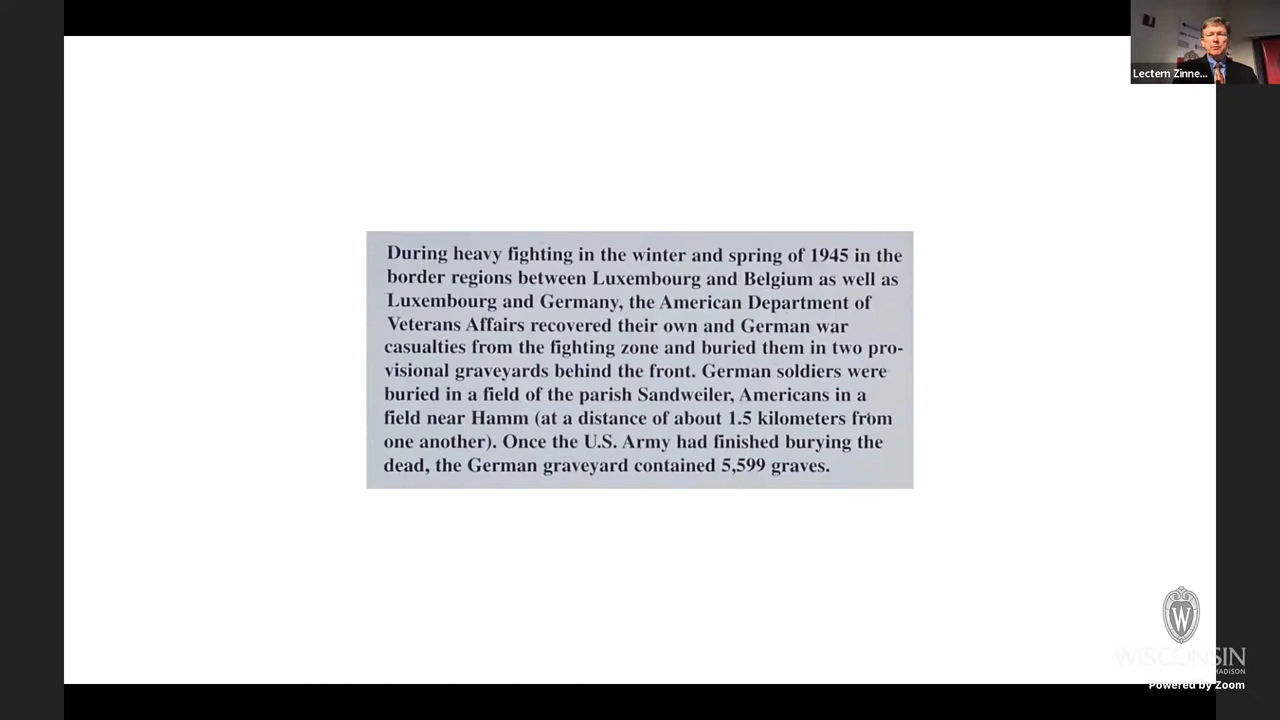 Lectern Zinne...
During heavy fighting in the winter and spring of 1945 in the
border regions between Luxembourg and Belgium as well as
Luxembourg and Germany, the American Department of
Veterans Affairs recovered their own and German war
casualties from the fighting zone and buried them in two pro-
visional graveyards behind the front. German soldiers were
buried in a field of the parish Sandweiler, Americans in a
field near Hamm (at a distance of about 1.5 kilometers from
one another). Once the U.S. Army had finished burying the
dead, the German graveyard contained 5,599 graves.
W
WISCONSIN
MADISON
Powered by Zoom